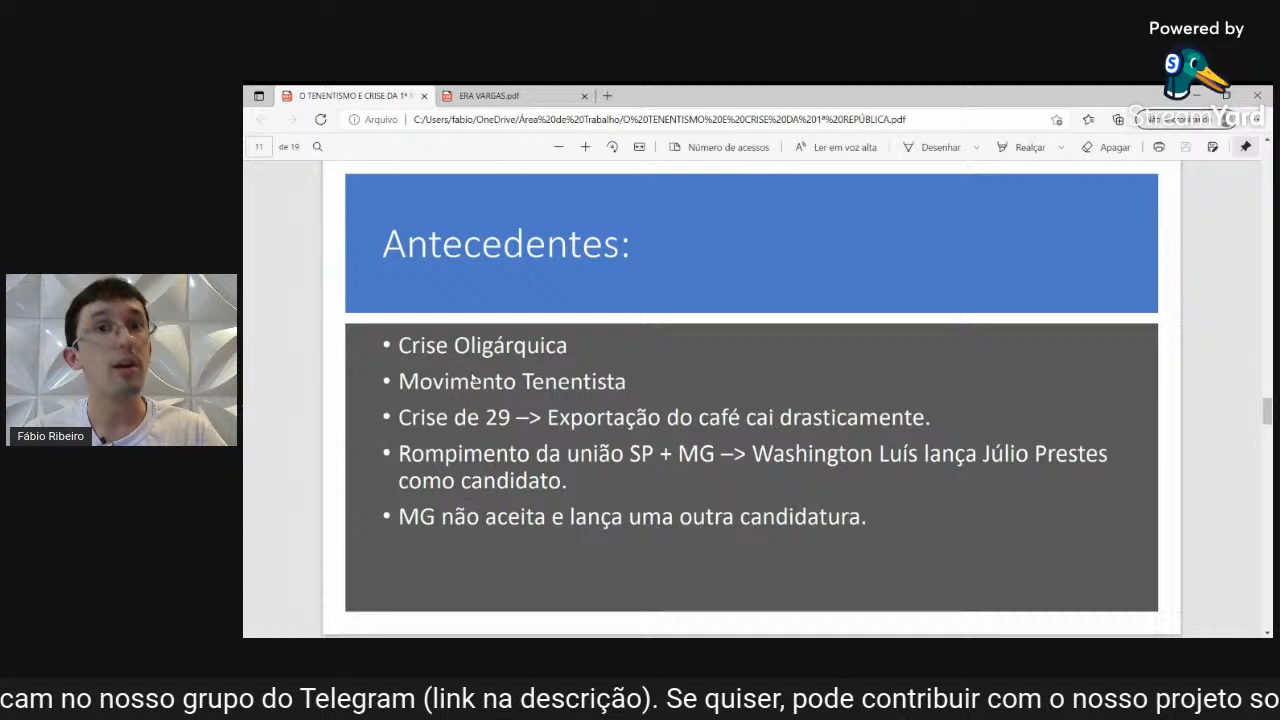 Powered by
StreamYard
O TENENTISMO E CRISE DA 1ª R
ERA VARGAS.pdf
Arquivo
C:/Users/fabio/OneDrive/Área%20de%20Trabalho/O%20TENENTISMO%20E%20CRISE%20DA%201ª%20REPÚBLICA.pdf
11 de 19
Número de acessos
Ler em voz alta
Desenhar
Realçar
Apagar
Antecedentes:
• Crise Oligárquica
• Movimento Tenentista
• Crise de 29 –> Exportação do café cai drasticamente.
• Rompimento da união SP + MG –> Washington Luís lança Júlio Prestes
como candidato.
• MG não aceita e lança uma outra candidatura.
Fábio Ribeiro
cam no nosso grupo do Telegram (link na descrição). Se quiser, pode contribuir com o nosso projeto so